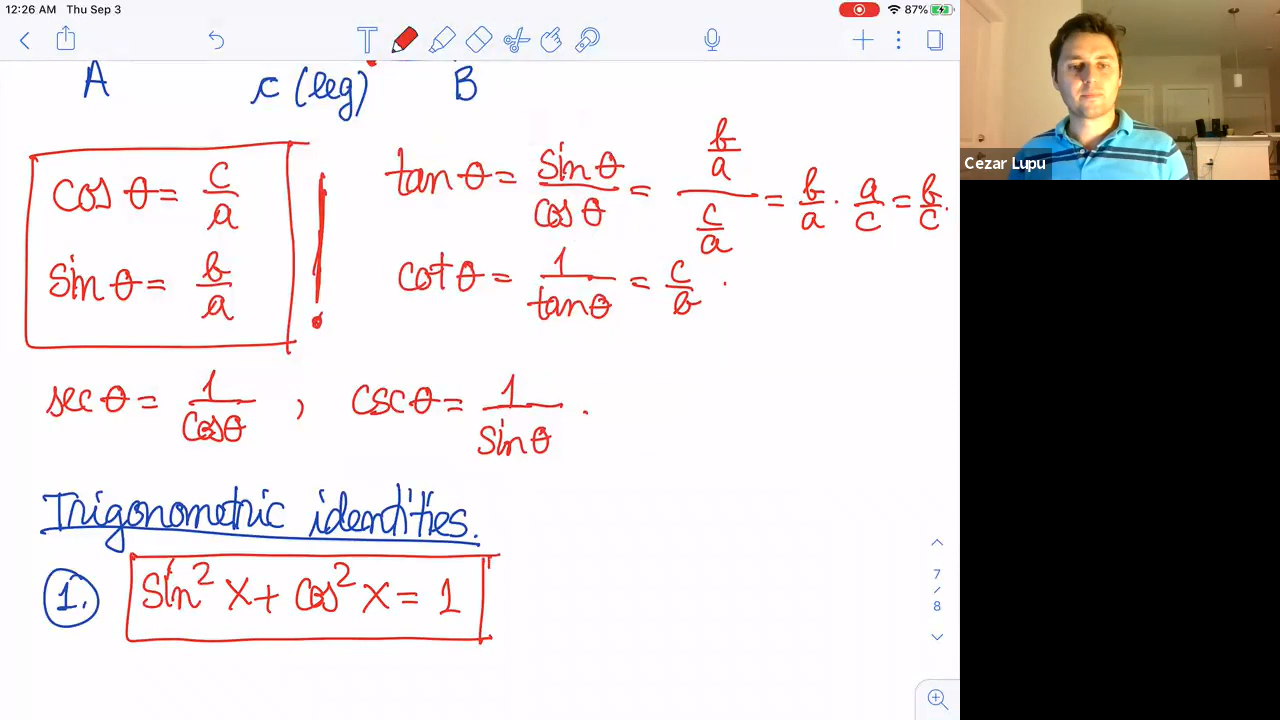 12:26 AM Thu Sep 3
87%
Cezar Lupu
A c (leg) B
cos θ = c/a
sin θ = b/a
!
tan θ = sin θ / cos θ = (b/a) / (c/a) = b/a · a/c = b/c.
cot θ = 1 / tan θ = c/b .
sec θ = 1 / cos θ , csc θ = 1 / sin θ .
Trigonometric identities.
1. sin² x + cos² x = 1
7
/
8